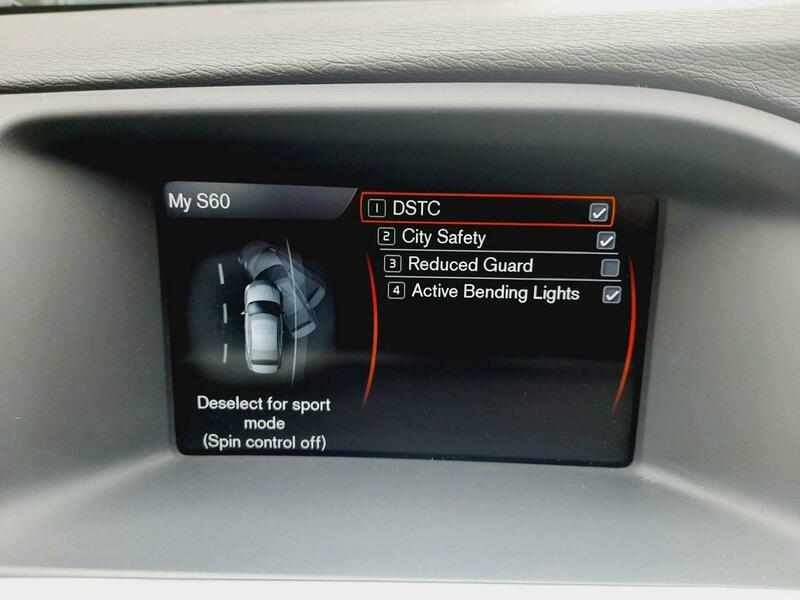 My S60
1 DSTC
2 City Safety
3 Reduced Guard
4 Active Bending Lights
Deselect for sport
mode
(Spin control off)